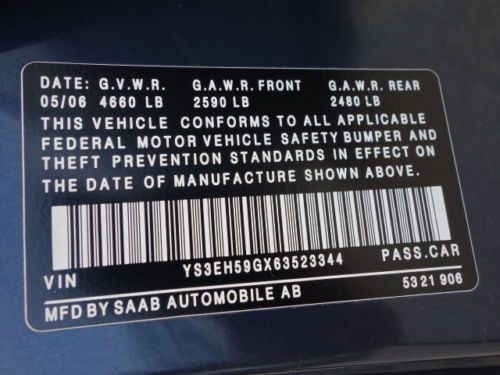 DATE: G.V.W.R. G.A.W.R. FRONT G.A.W.R. REAR
05/06 4660 LB 2590 LB 2480 LB
THIS VEHICLE CONFORMS TO ALL APPLICABLE
FEDERAL MOTOR VEHICLE SAFETY BUMPER AND
THEFT PREVENTION STANDARDS IN EFFECT ON
THE DATE OF MANUFACTURE SHOWN ABOVE.
VIN YS3EH59GX63523344 PASS.CAR
MFD BY SAAB AUTOMOBILE AB 53 21 906